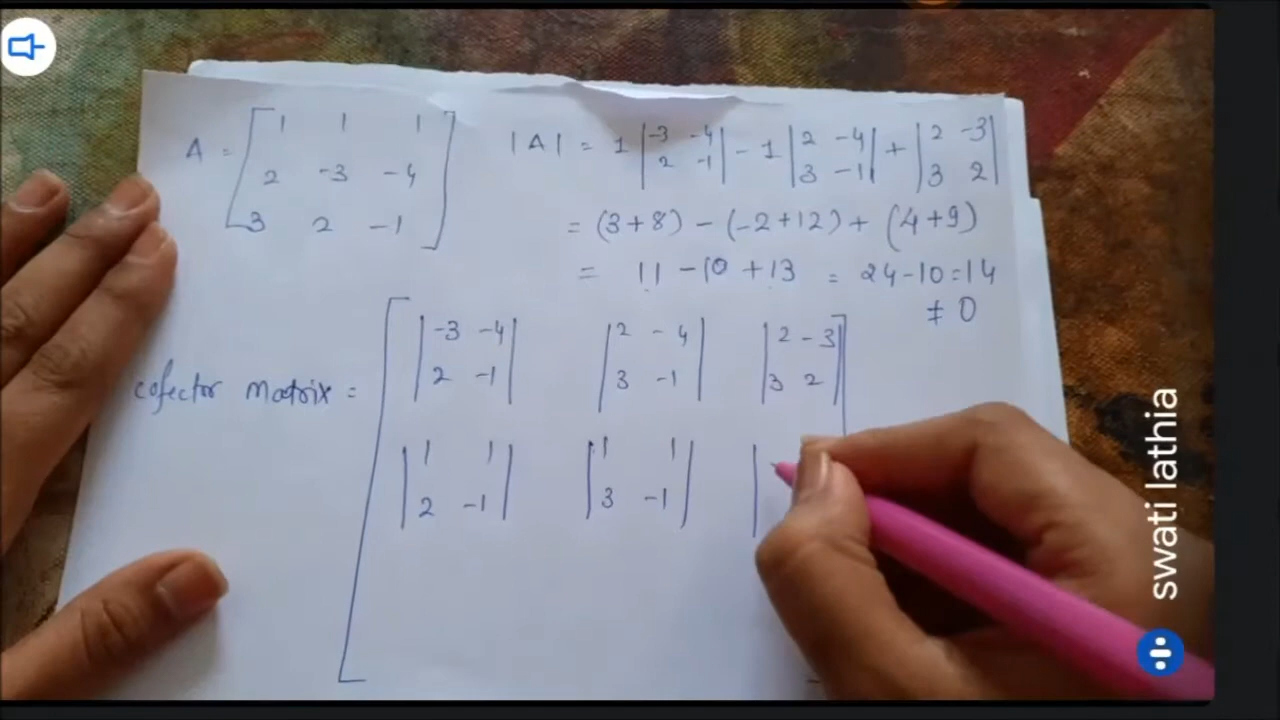 A = [ 1 1 1
2 -3 -4
3 2 -1 ]
|A| = 1 |-3 -4| - 1 |2 -4| + |2 -3|
|2 -1| |3 -1| |3 2|
= (3+8) - (-2+12) + (4+9)
= 11 - 10 + 13 = 24-10=14
≠ 0
cofector matrix =
|-3 -4| |2 -4| |2 -3|
|2 -1| |3 -1| |3 2|
|1 1| |1 1| |
|2 -1| |3 -1|
swati lathia